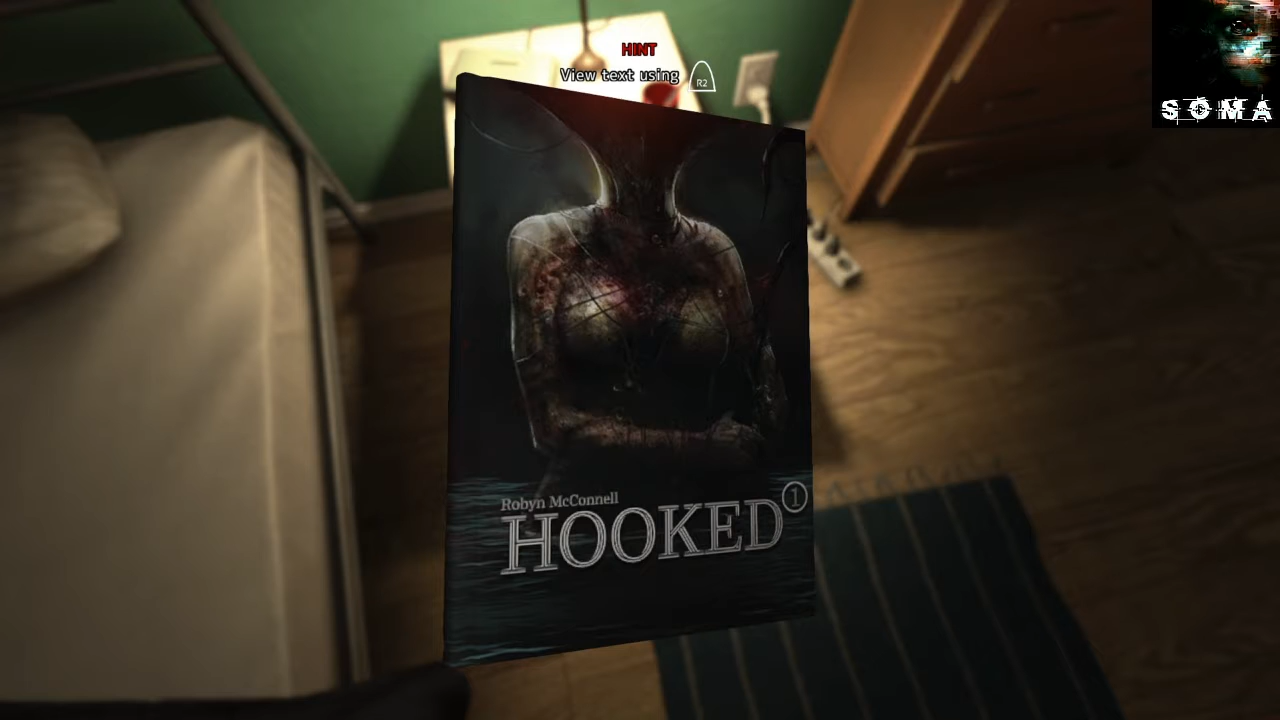 HINT
View text using R2
SOMA
Robyn McConnell
HOOKED 1